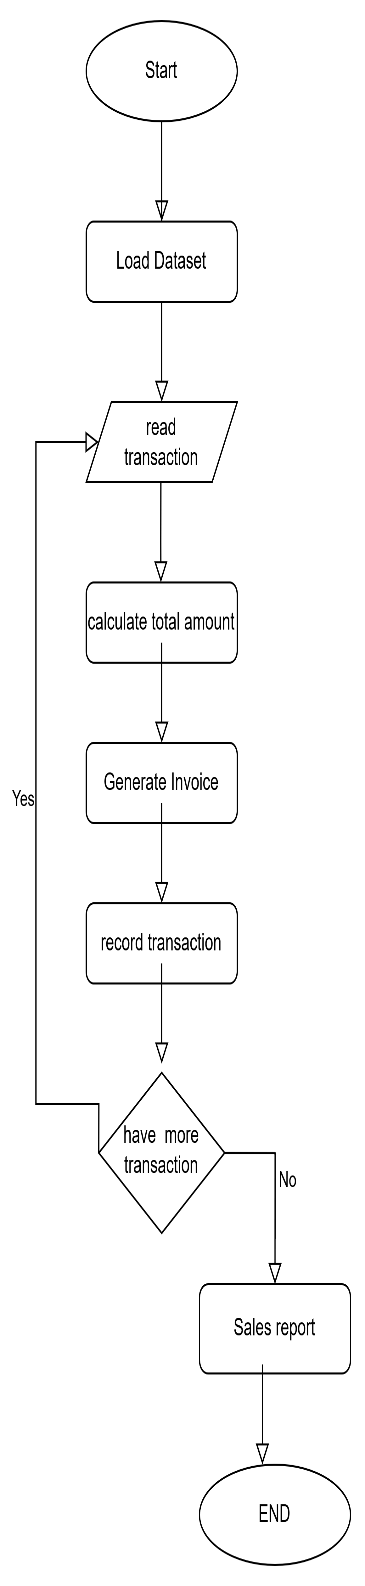 Start
Load Dataset
read
transaction
calculate total amount
Generate Invoice
Yes
record transaction
have  more
transaction
No
Sales report
END